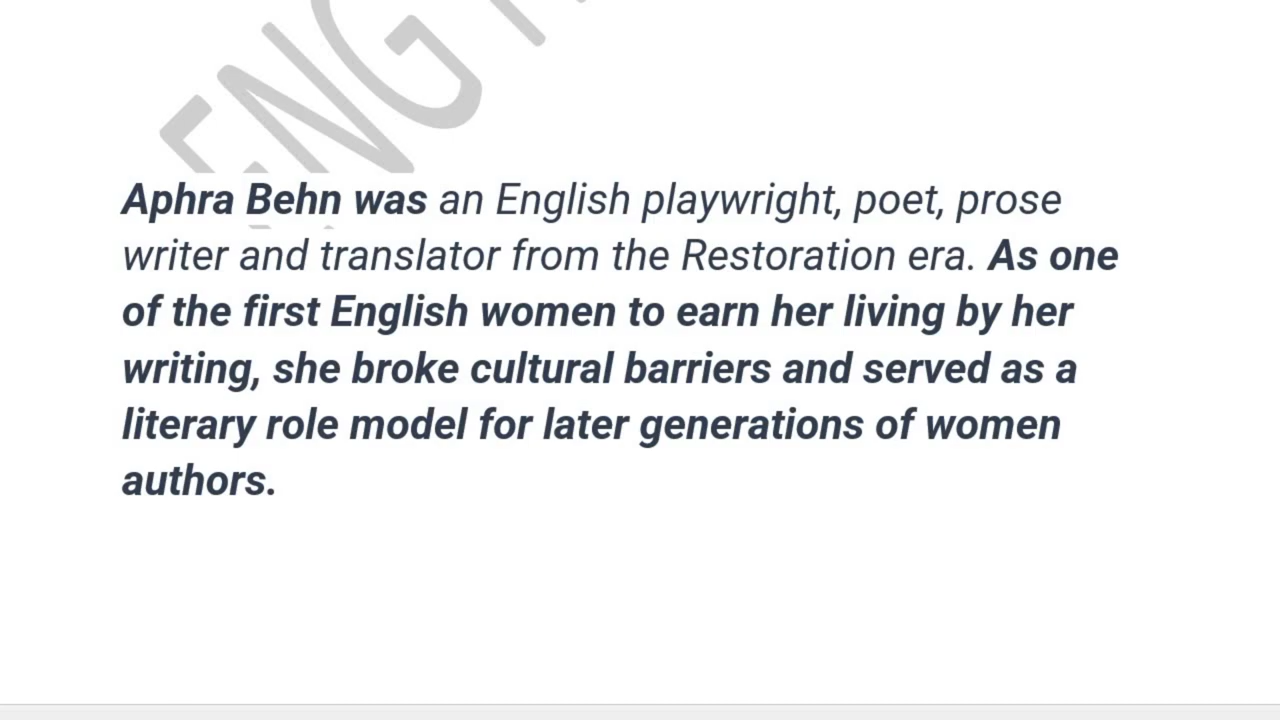 ENG
Aphra Behn was an English playwright, poet, prose
writer and translator from the Restoration era. As one
of the first English women to earn her living by her
writing, she broke cultural barriers and served as a
literary role model for later generations of women
authors.